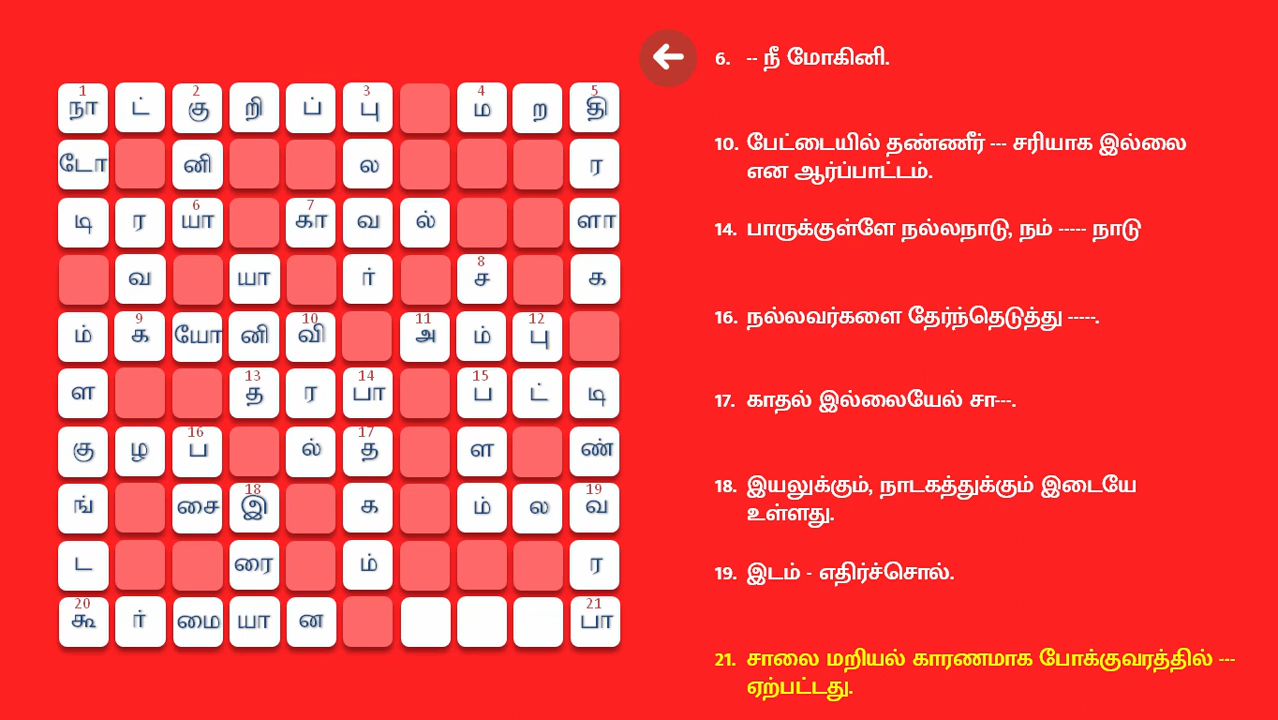 1 2 3 4 5
நா ட் கு றி ப் பு ம ற தி
டோ னி ல ர
6 7
டி ர யா கா வ ல் ளா
8
வ யா ர் ச க
9 10 11 12
ம் க யோ னி வி அ ம் பு
13 14 15
ள த ர பா ப ட் டி
16 17
கு ழ ப ல் த ள ண்
18 19
ங் சை இ க ம் ல வ
ட ரை ம் ர
20 21
கூ ர் மை யா ன பா
6. -- நீ மோகினி.
10. பேட்டையில் தண்ணீர் --- சரியாக இல்லை
என ஆர்ப்பாட்டம்.
14. பாருக்குள்ளே நல்லநாடு, நம் ----- நாடு
16. நல்லவர்களை தேர்ந்தெடுத்து -----.
17. காதல் இல்லையேல் சா---.
18. இயலுக்கும், நாடகத்துக்கும் இடையே
உள்ளது.
19. இடம் - எதிர்ச்சொல்.
21. சாலை மறியல் காரணமாக போக்குவரத்தில் ---
ஏற்பட்டது.